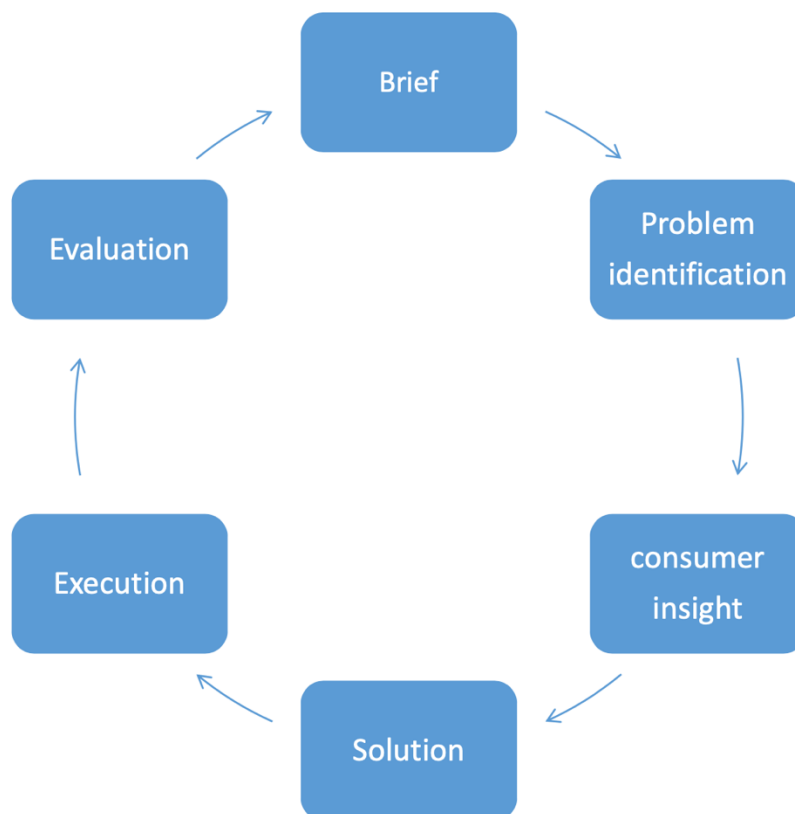 Brief
Problem
identification
consumer
insight
Solution
Execution
Evaluation